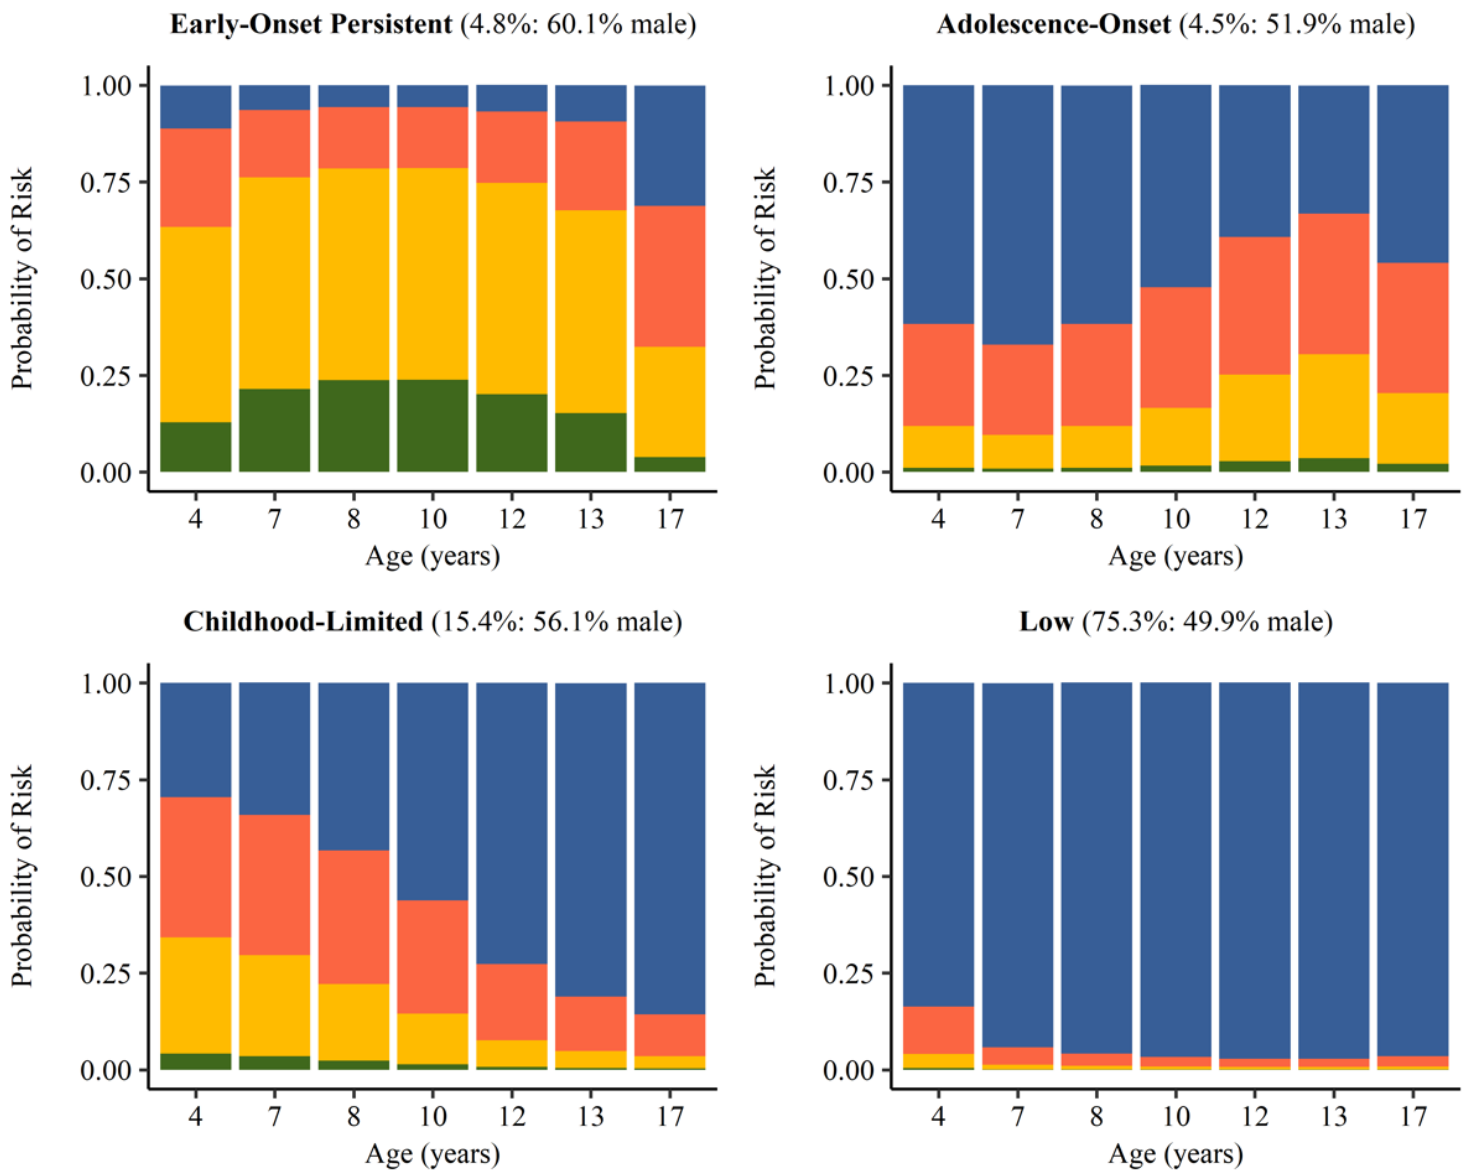 Early-Onset Persistent (4.8%: 60.1% male)
Probability of Risk
1.00
0.75
0.50
0.25
0.00
4 7 8 10 12 13 17
Age (years)
Adolescence-Onset (4.5%: 51.9% male)
Probability of Risk
1.00
0.75
0.50
0.25
0.00
4 7 8 10 12 13 17
Age (years)
Childhood-Limited (15.4%: 56.1% male)
Probability of Risk
1.00
0.75
0.50
0.25
0.00
4 7 8 10 12 13 17
Age (years)
Low (75.3%: 49.9% male)
Probability of Risk
1.00
0.75
0.50
0.25
0.00
4 7 8 10 12 13 17
Age (years)